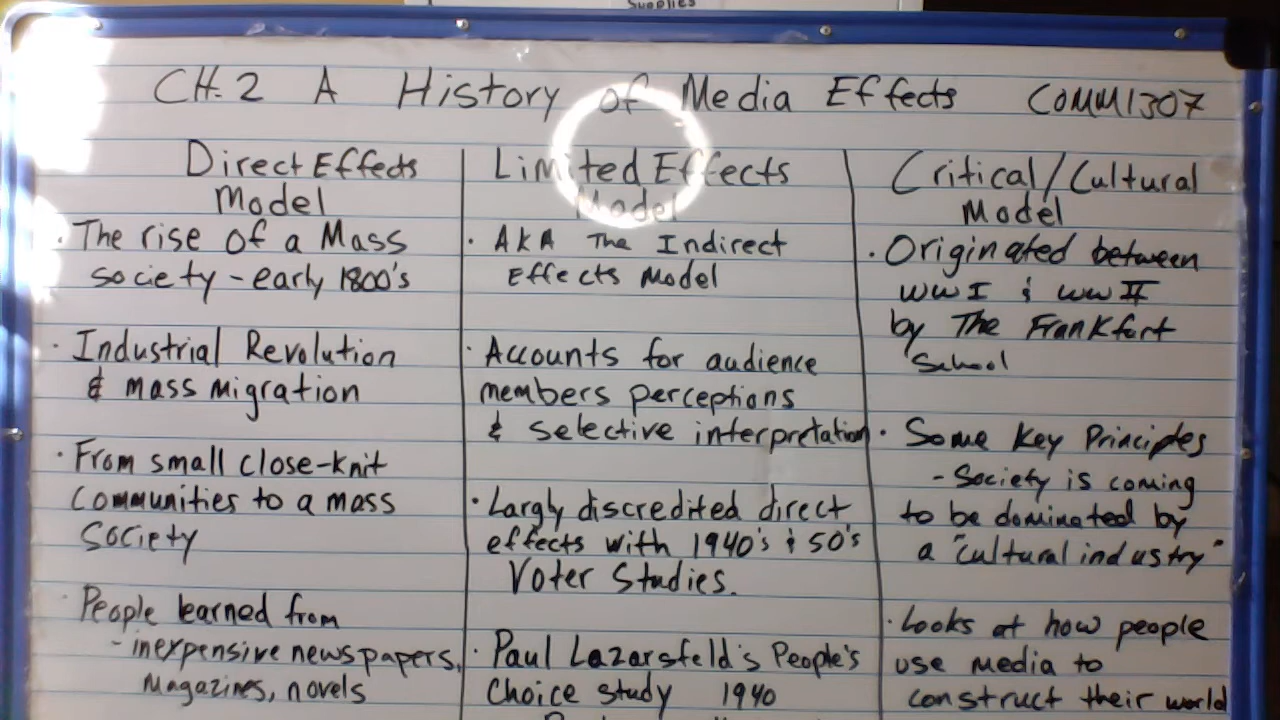 Supplies
CH. 2 A History of Media Effects COMM1307
Direct Effects
Model
· The rise of a Mass
society - early 1800's
· Industrial Revolution
& mass migration
· From small close-knit
communities to a mass
society
· People learned from
- inexpensive newspapers,
Magazines, novels
Limited Effects
Model
· AKA The Indirect
Effects Model
· Accounts for audience
members perceptions
& selective interpretation
· Largly discredited direct
effects with 1940's & 50's
Voter Studies.
· Paul Lazarsfeld's People's
Choice study 1940
Critical/Cultural
Model
· Originated between
WWI & WWII
by The Frankfort
School
· Some Key Principles
- Society is coming
to be dominated by
a "cultural industry"
· Looks at how people
use media to
construct their world